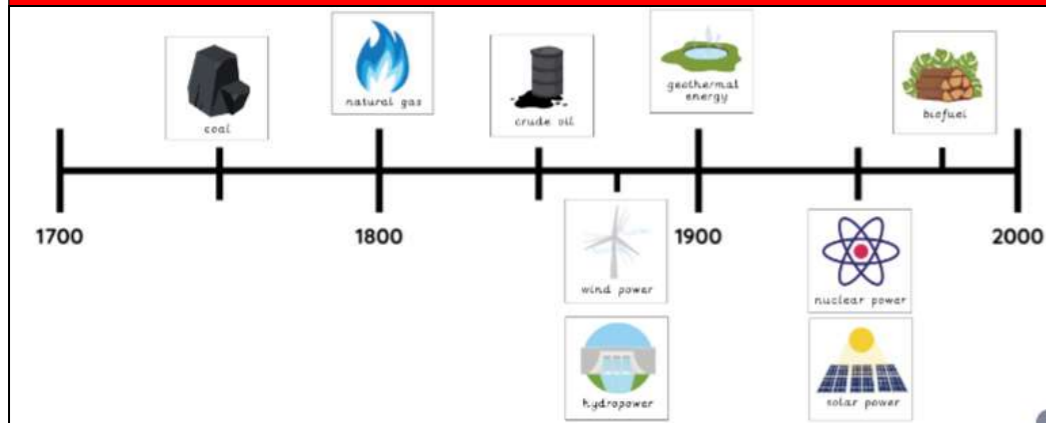 coal
natural gas
crude oil
geothermal
energy
biofuel
1700
1800
1900
2000
wind power
nuclear power
hydropower
solar power